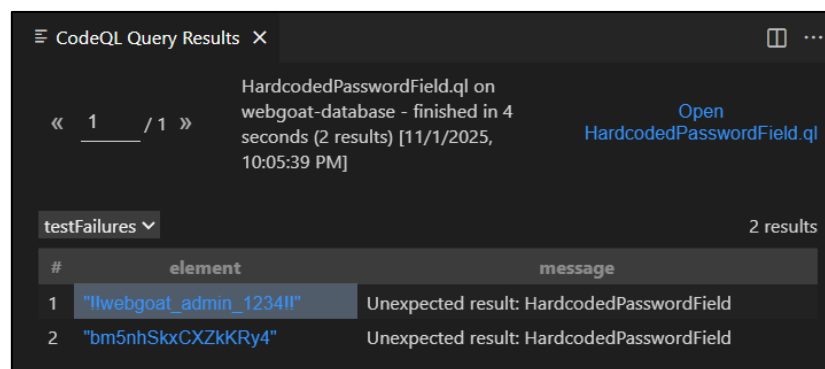 CodeQL Query Results
HardcodedPasswordField.ql on
webgoat-database - finished in 4
seconds (2 results) [11/1/2025,
10:05:39 PM]
« 1 / 1 »
Open
HardcodedPasswordField.ql
testFailures
2 results
# element message
1 "!!webgoat_admin_1234!!" Unexpected result: HardcodedPasswordField
2 "bm5nhSkxCXZkKRy4" Unexpected result: HardcodedPasswordField